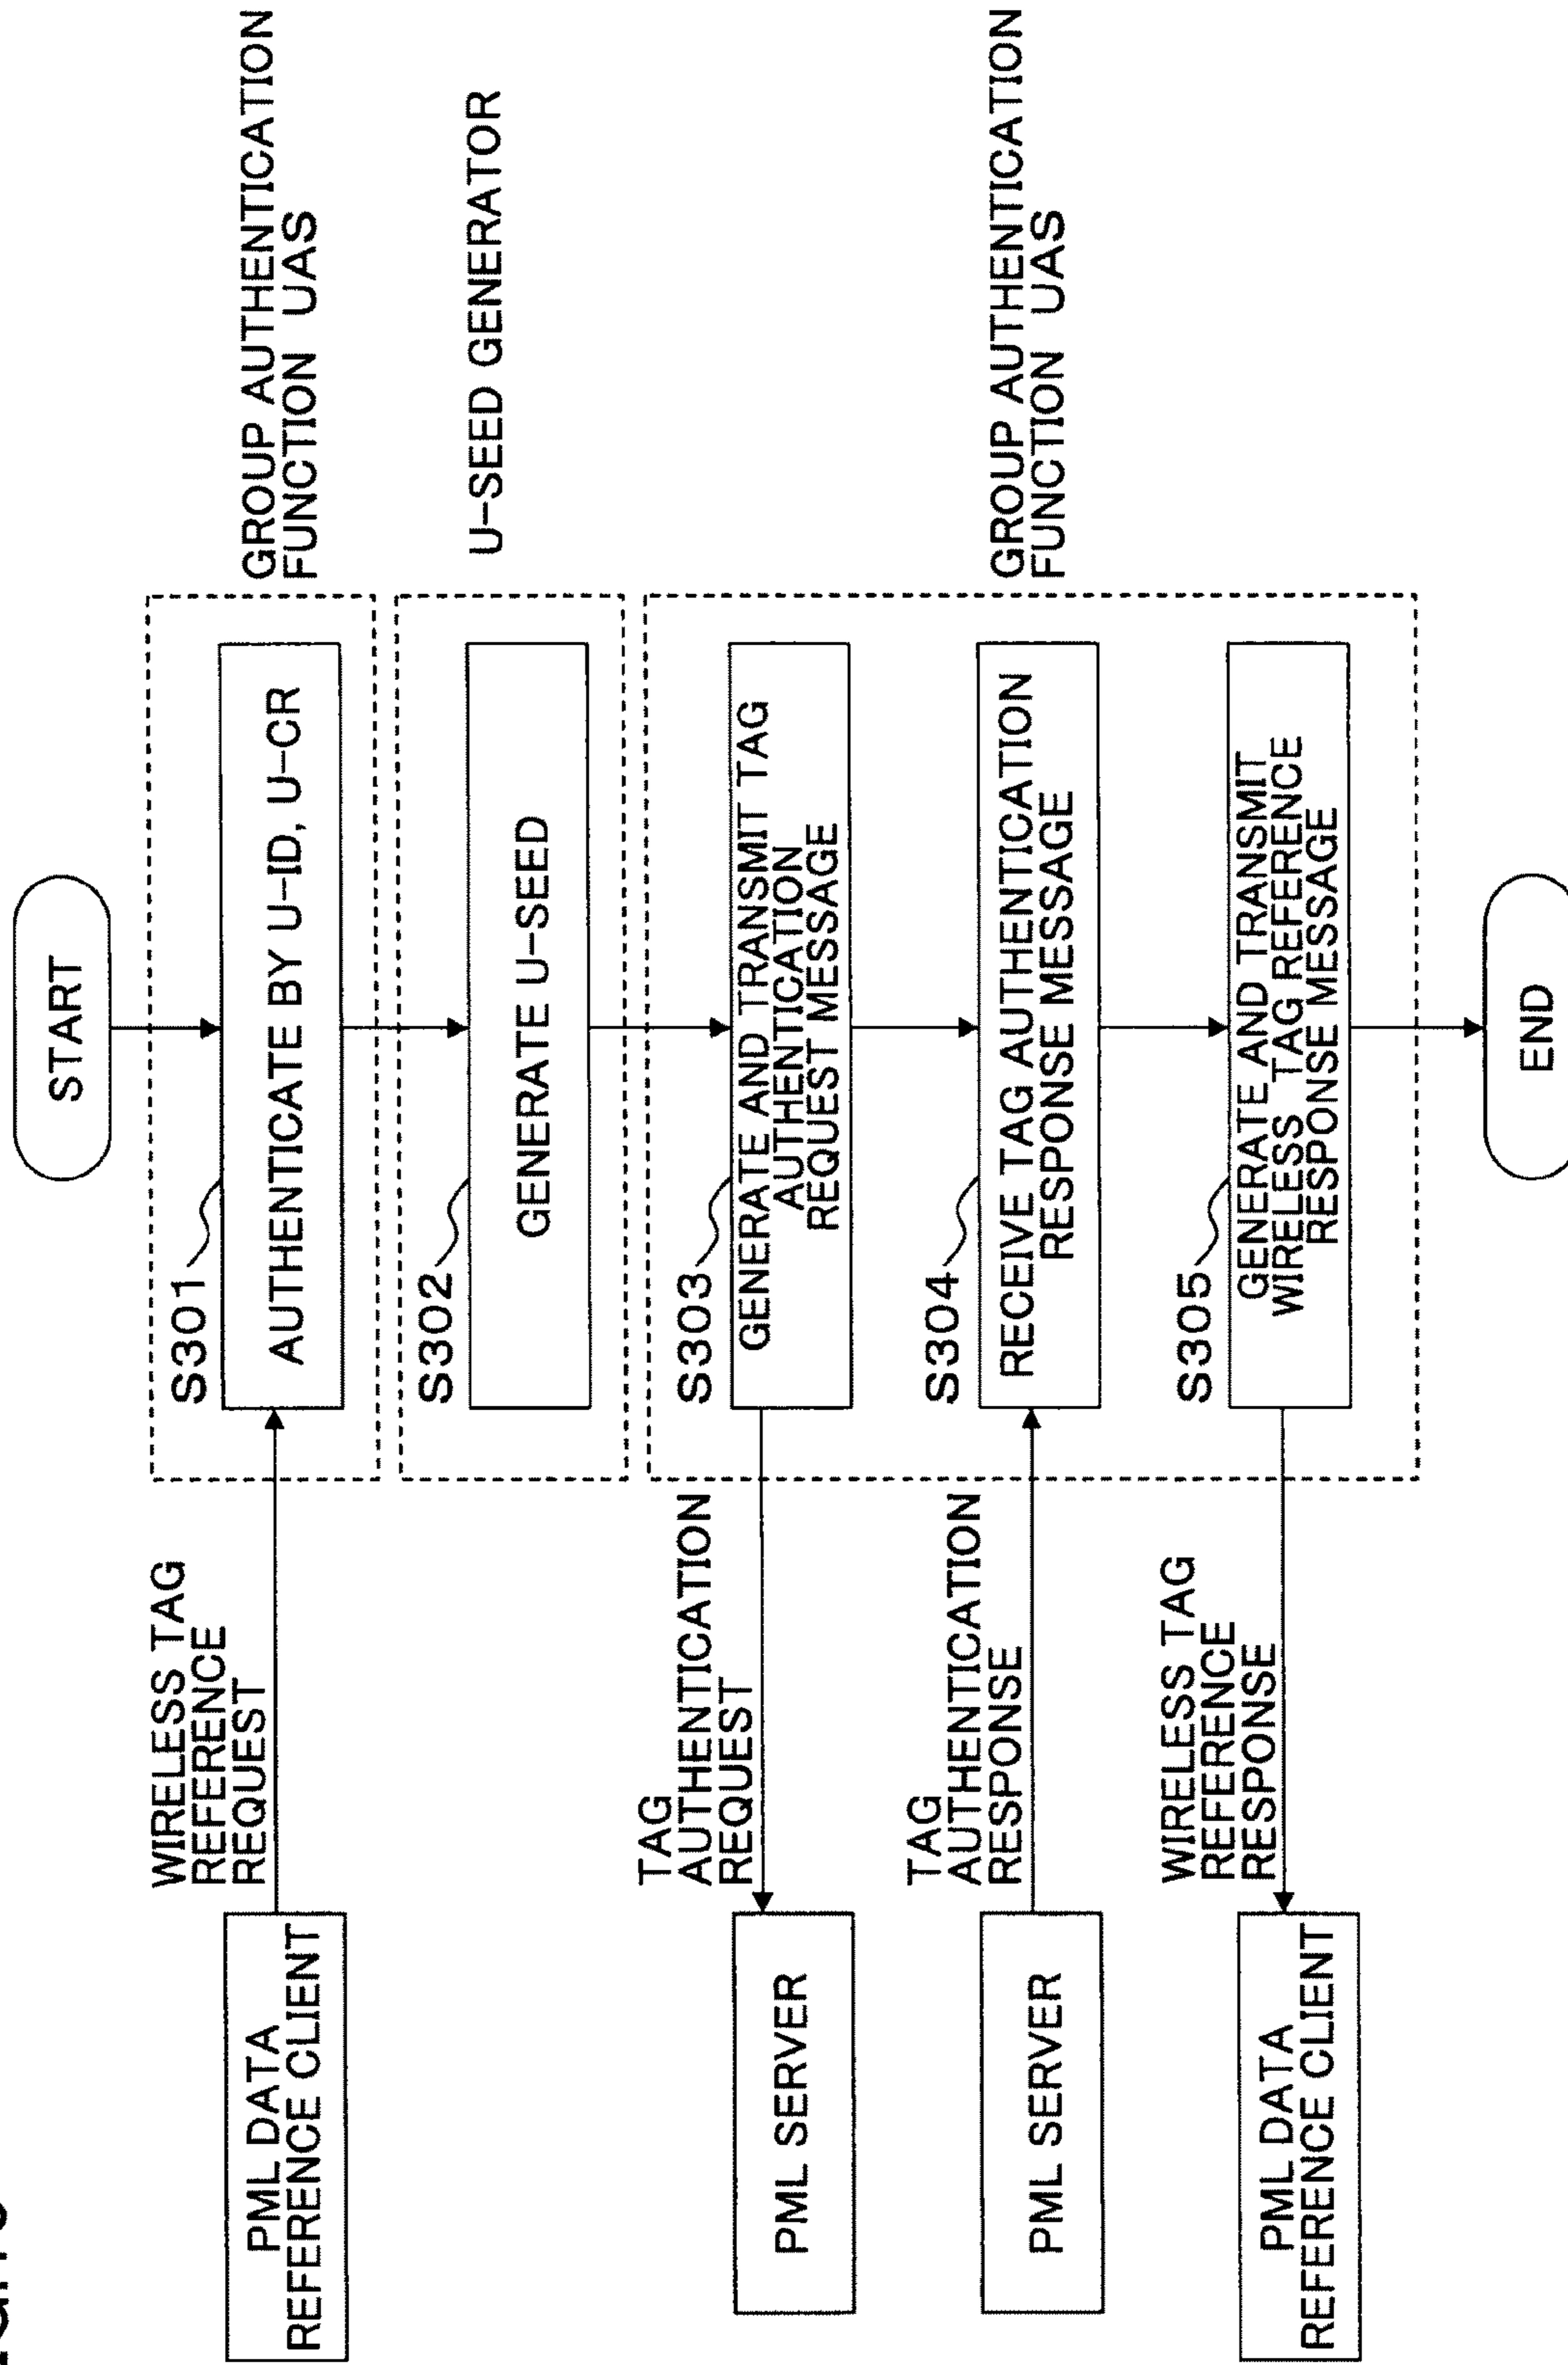 START
S301
AUTHENTICATE BY U-ID, U-CR
GROUP AUTHENTICATION
FUNCTION UAS
WIRELESS TAG
REFERENCE
REQUEST
PML DATA
REFERENCE CLIENT
S302
GENERATE U-SEED
U-SEED GENERATOR
S303
GENERATE AND TRANSMIT TAG
AUTHENTICATION
REQUEST MESSAGE
TAG
AUTHENTICATION
REQUEST
PML SERVER
S304
RECEIVE TAG AUTHENTICATION
RESPONSE MESSAGE
GROUP AUTHENTICATION
FUNCTION UAS
TAG
AUTHENTICATION
RESPONSE
PML SERVER
S305
GENERATE AND TRANSMIT
WIRELESS TAG REFERENCE
RESPONSE MESSAGE
WIRELESS TAG
REFERENCE
RESPONSE
PML DATA
REFERENCE CLIENT
END